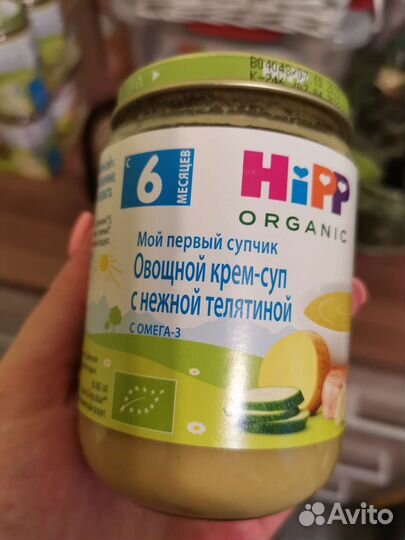 С 6 МЕСЯЦЕВ
HiPP
ORGANIC
Мой первый супчик
Овощной крем-суп
с нежной телятиной
С ОМЕГА-3
Avito